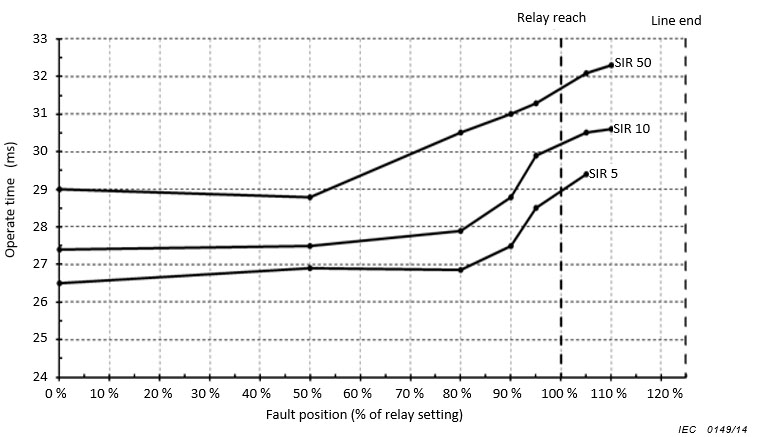 Relay reach
Line end
33
32
31
30
29
28
27
26
25
24
Operate time (ms)
SIR 50
SIR 10
SIR 5
0 % 10 % 20 % 30 % 40 % 50 % 60 % 70 % 80 % 90 % 100 % 110 % 120 %
Fault position (% of relay setting)
IEC 0149/14